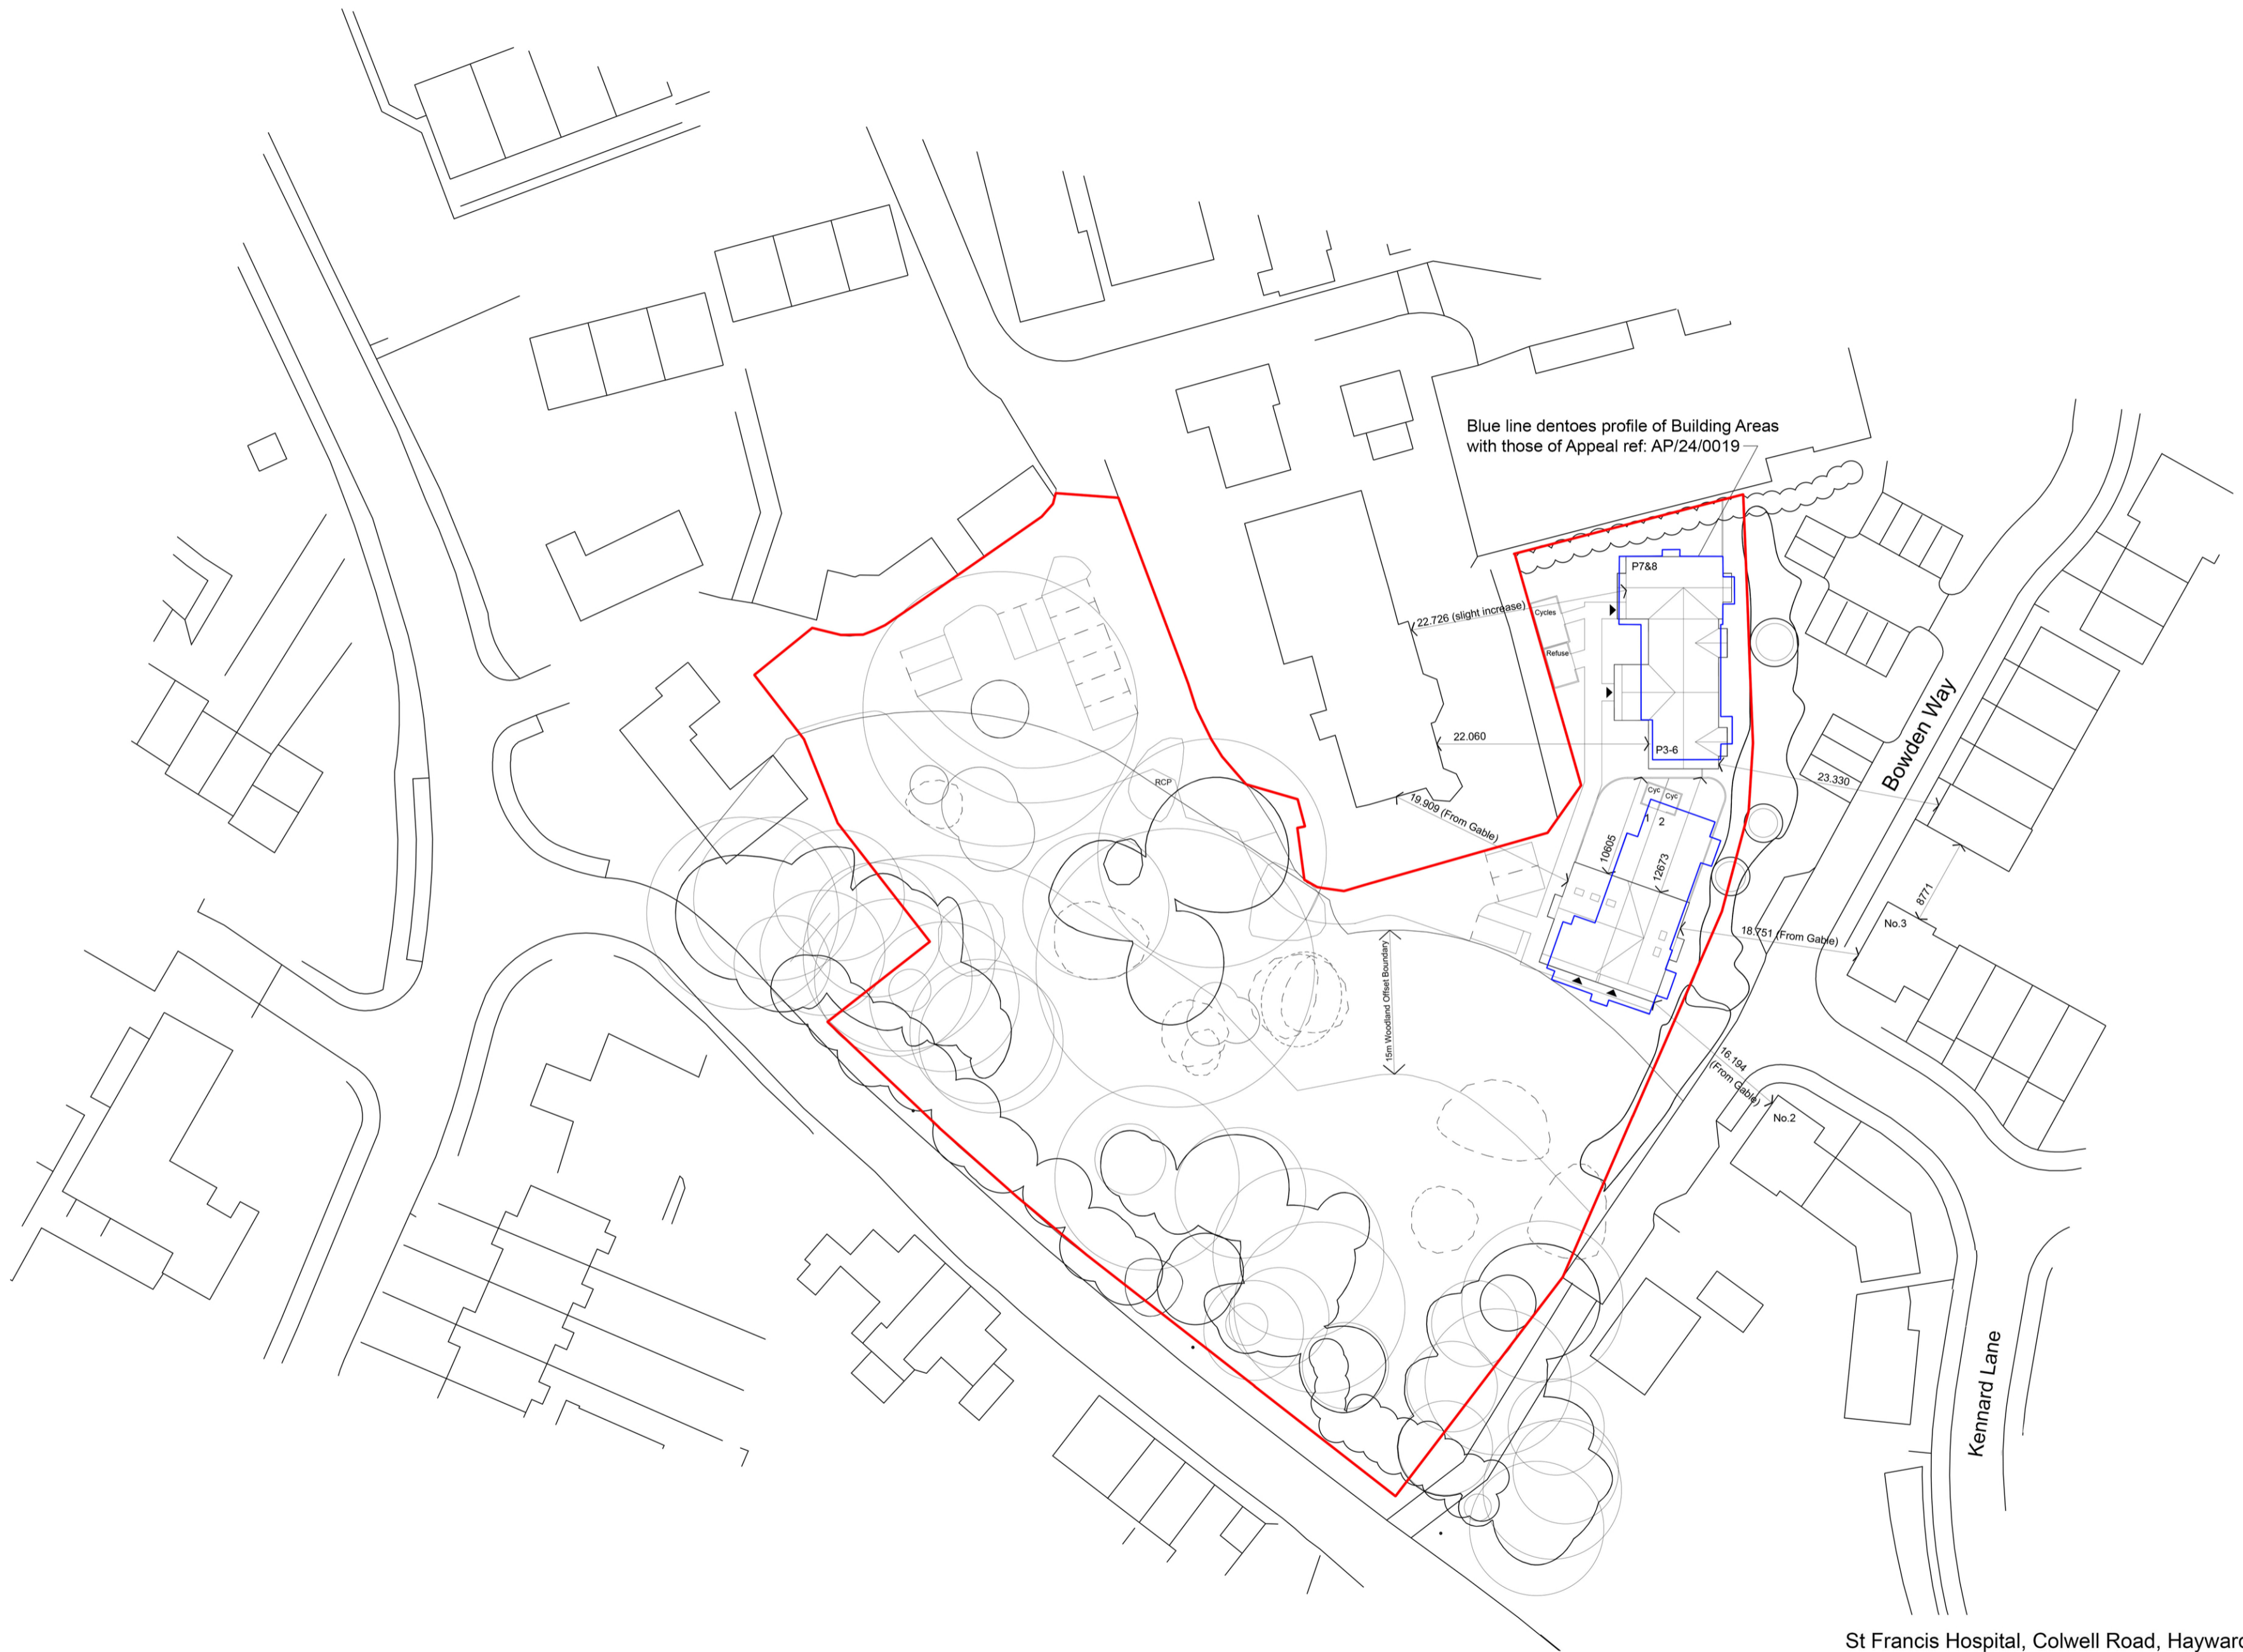 Blue line dentoes profile of Building Areas
with those of Appeal ref: AP/24/0019
P7&8
Cycles
22.726 (slight increase)
Refuse
Bowden Way
22.060
P3-6
23.330
RCP
Cyc
Cyc
19.909 (From Gable)
1
2
10605
12673
8771
No.3
18.751 (From Gable)
15m Woodland Offset Boundary
16.194
(From Gable)
No.2
Kennard Lane
St Francis Hospital, Colwell Road, Hayward